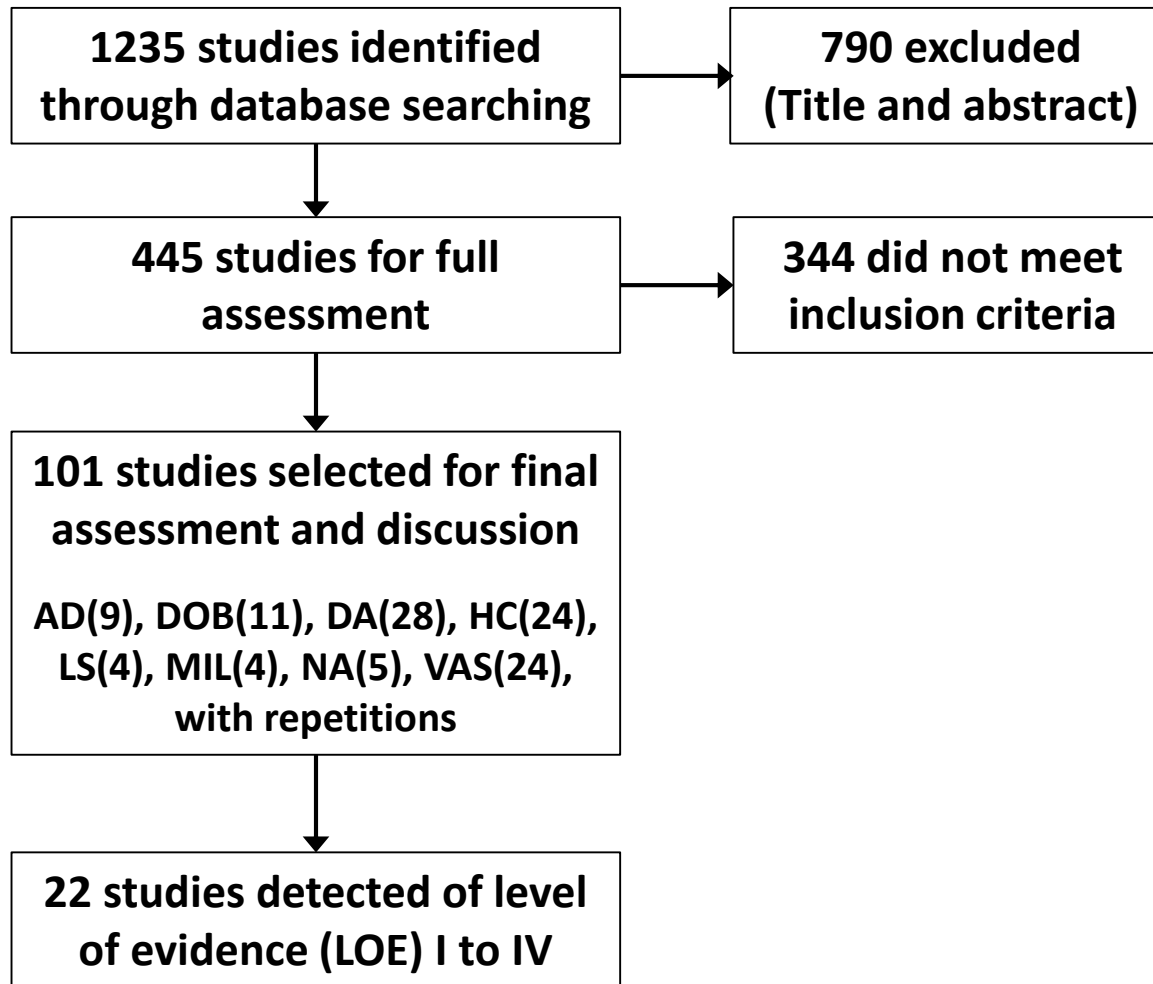 1235 studies identified
through database searching
790 excluded
(Title and abstract)
445 studies for full
assessment
344 did not meet
inclusion criteria
101 studies selected for final
assessment and discussion
AD(9), DOB(11), DA(28), HC(24),
LS(4), MIL(4), NA(5), VAS(24),
with repetitions
22 studies detected of level
of evidence (LOE) I to IV